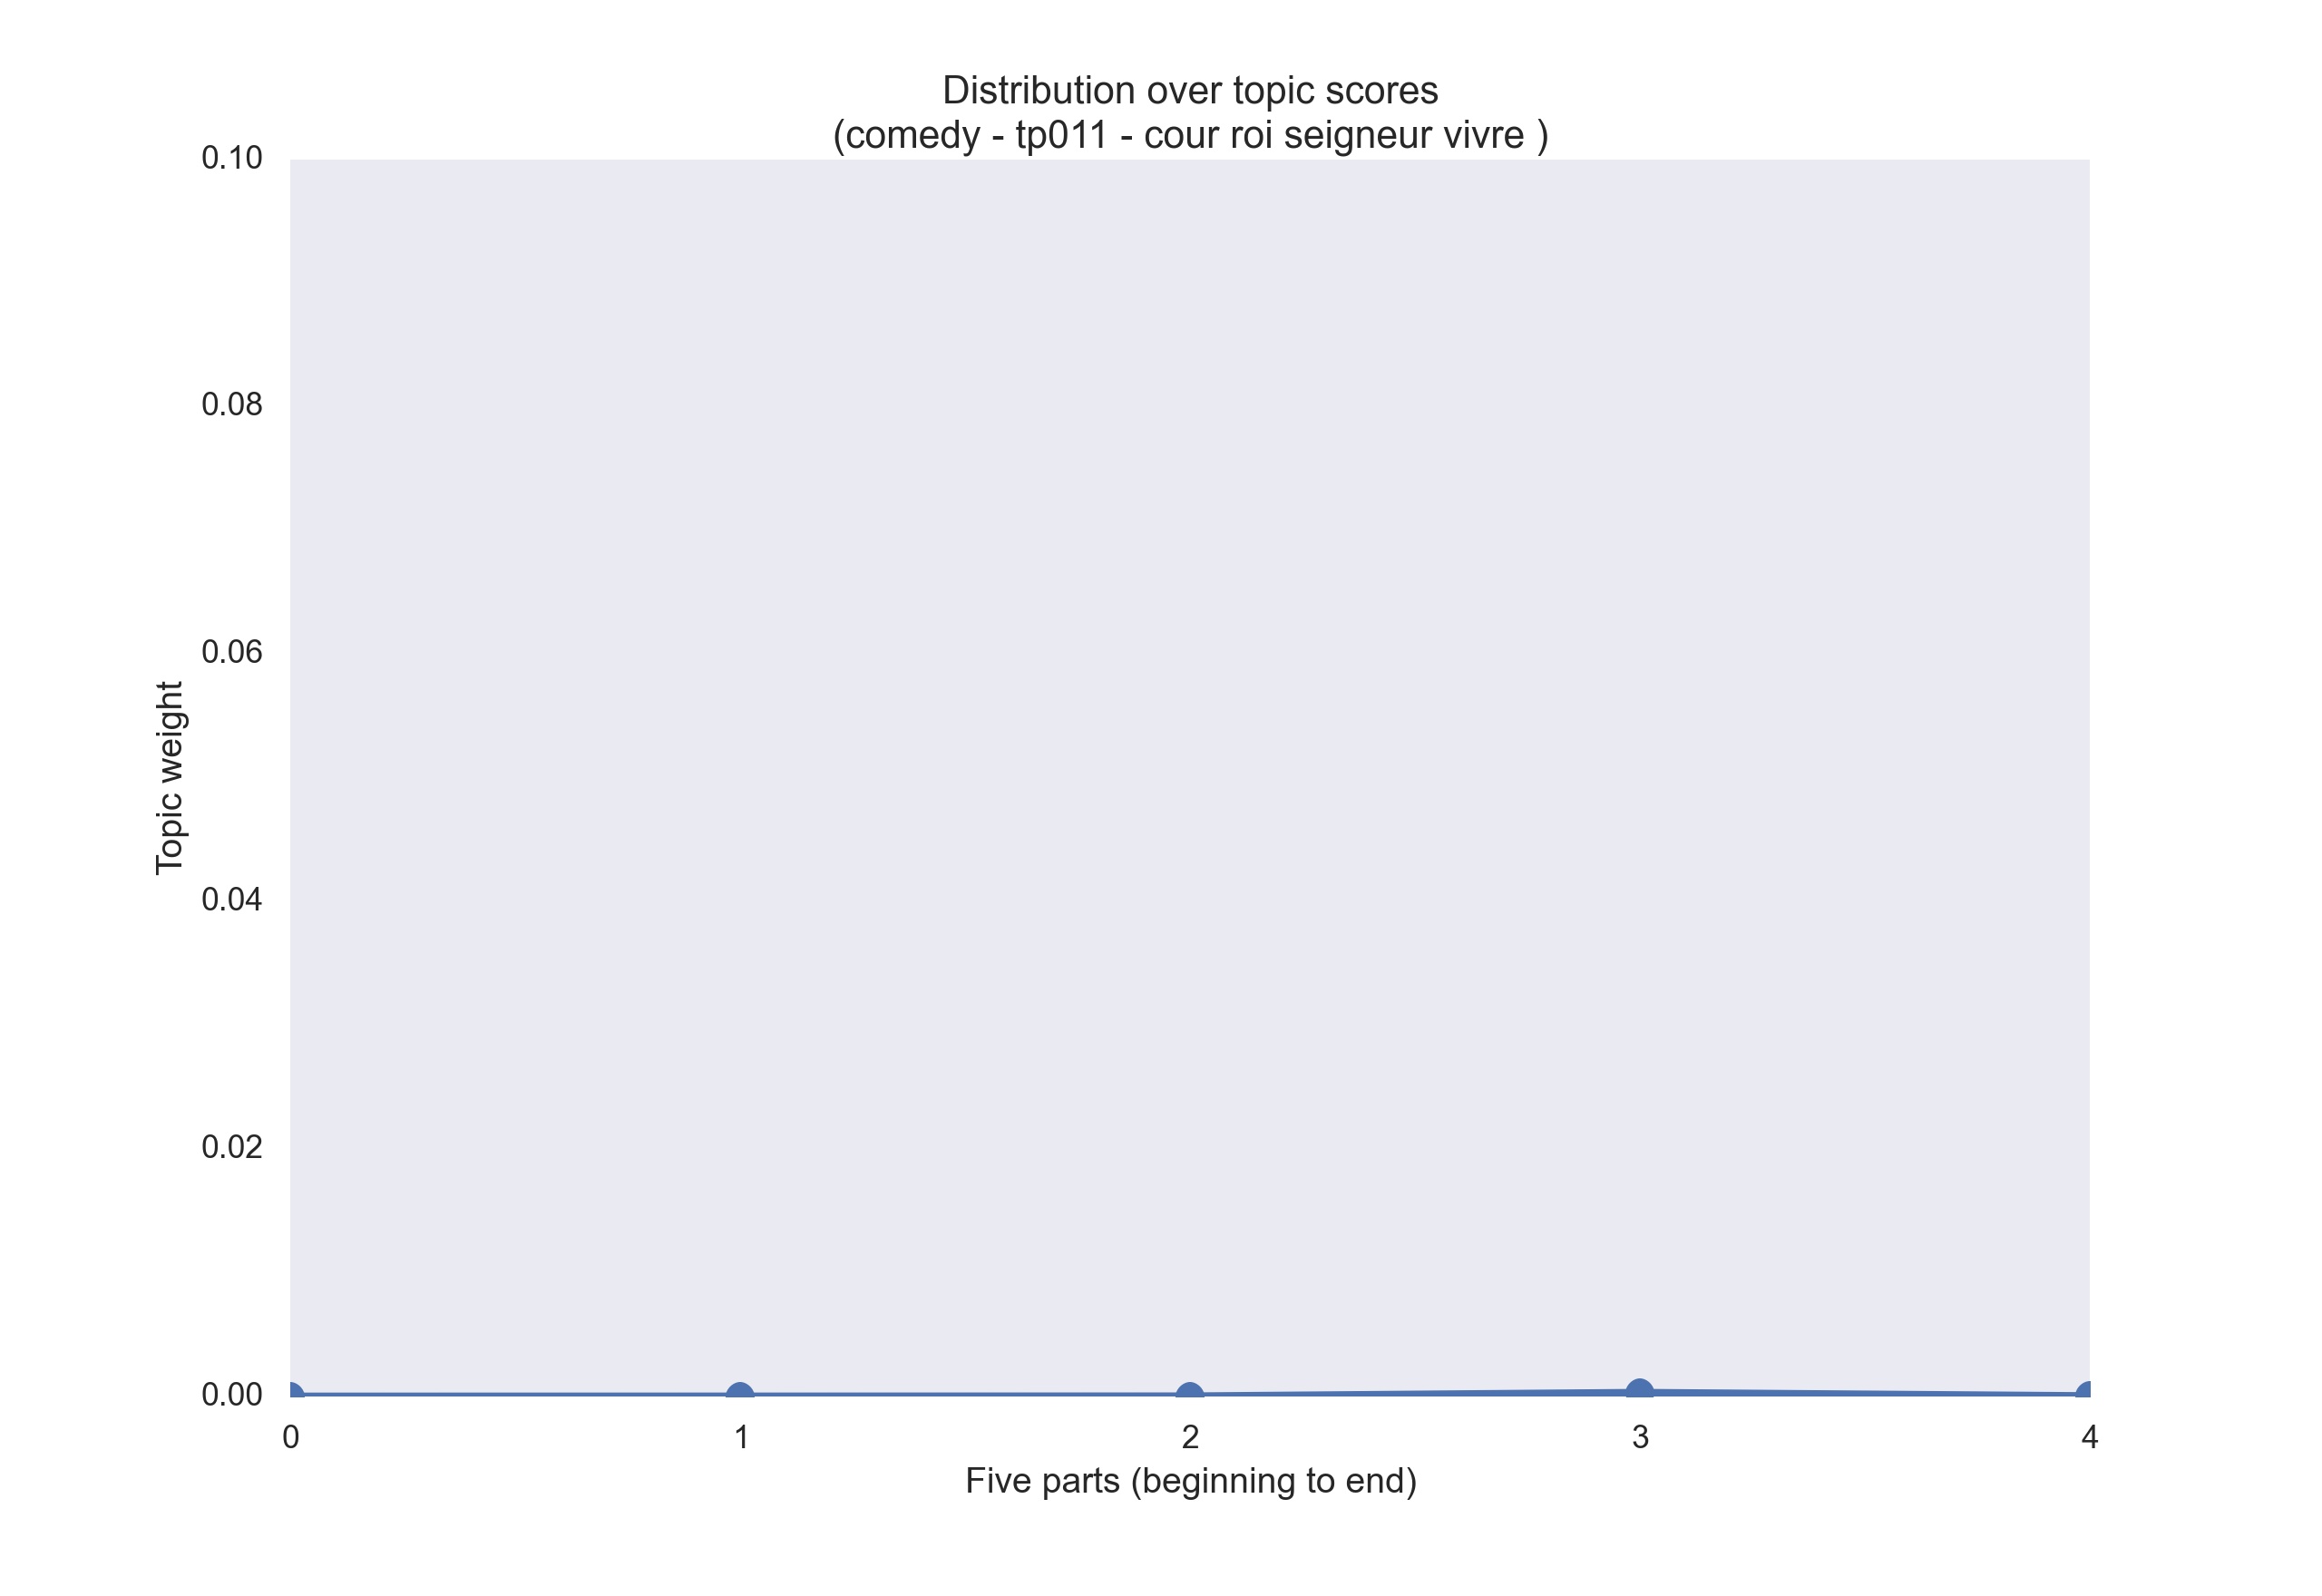 Distribution over topic scores
(comedy - tp011 - cour roi seigneur vivre )
0.10
0.08
0.06
0.04
0.02
0.00
Topic weight
0 1 2 3 4
Five parts (beginning to end)